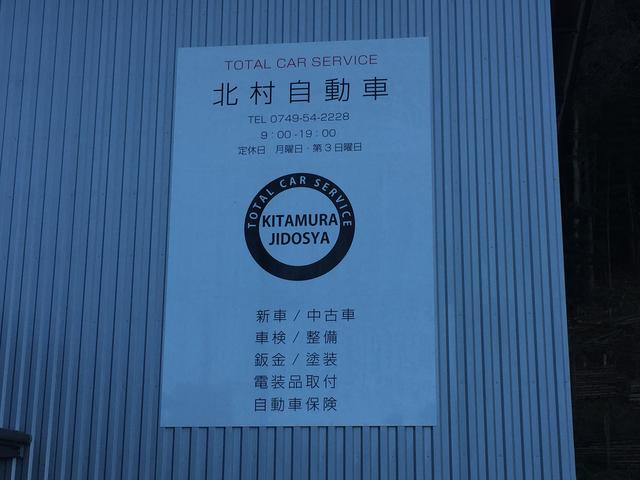 TOTAL CAR SERVICE
北村自動車
TEL 0749-54-2228
9：00-19：00
定休日 月曜日・第3日曜日
TOTAL CAR SERVICE
KITAMURA
JIDOSYA
新車 / 中古車
車検 / 整備
鈑金 / 塗装
電装品取付
自動車保険